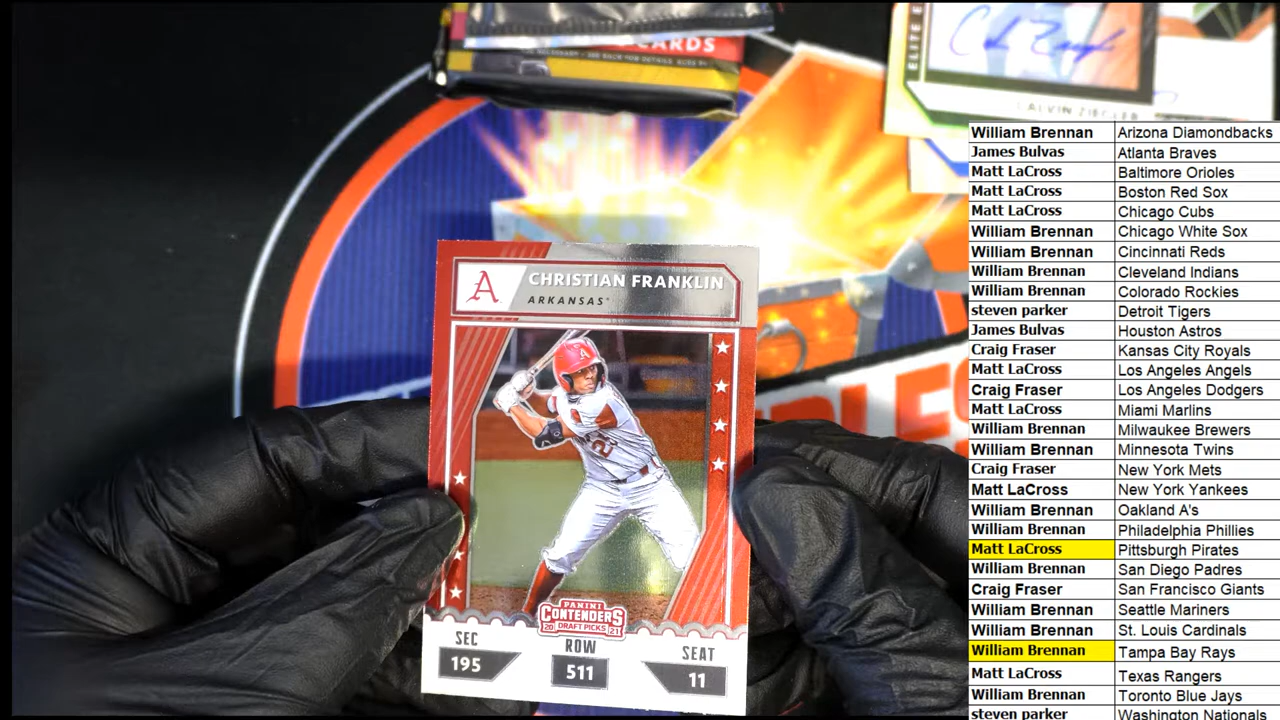 CARDS
ELITE E
CALVIN ZIEGLER
A
CHRISTIAN FRANKLIN
ARKANSAS
A
2
PANINI
CONTENDERS
20 DRAFT PICKS 21
SEC ROW SEAT
195 511 11
William Brennan Arizona Diamondbacks
James Bulvas Atlanta Braves
Matt LaCross Baltimore Orioles
Matt LaCross Boston Red Sox
Matt LaCross Chicago Cubs
William Brennan Chicago White Sox
William Brennan Cincinnati Reds
William Brennan Cleveland Indians
William Brennan Colorado Rockies
steven parker Detroit Tigers
James Bulvas Houston Astros
Craig Fraser Kansas City Royals
Matt LaCross Los Angeles Angels
Craig Fraser Los Angeles Dodgers
Matt LaCross Miami Marlins
William Brennan Milwaukee Brewers
William Brennan Minnesota Twins
Craig Fraser New York Mets
Matt LaCross New York Yankees
William Brennan Oakland A's
William Brennan Philadelphia Phillies
Matt LaCross Pittsburgh Pirates
William Brennan San Diego Padres
Craig Fraser San Francisco Giants
William Brennan Seattle Mariners
William Brennan St. Louis Cardinals
William Brennan Tampa Bay Rays
Matt LaCross Texas Rangers
William Brennan Toronto Blue Jays
steven parker Washington Nationals